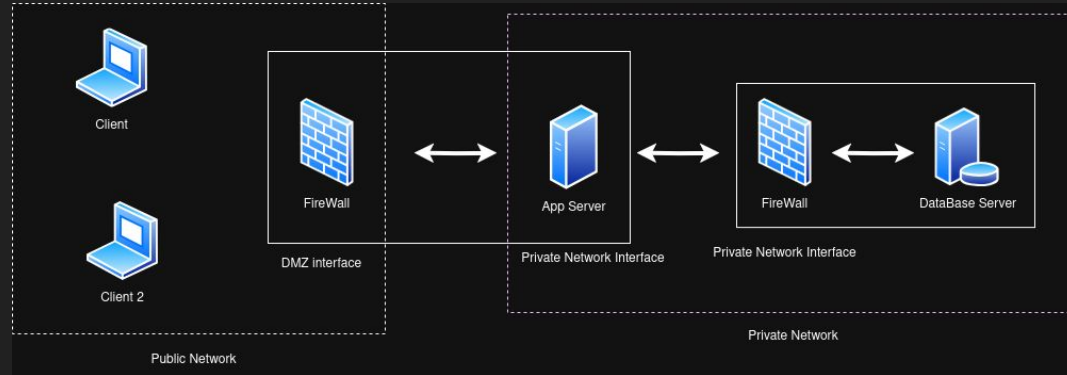 Client
FireWall
App Server
FireWall
DataBase Server
DMZ interface
Private Network Interface
Private Network Interface
Client 2
Private Network
Public Network